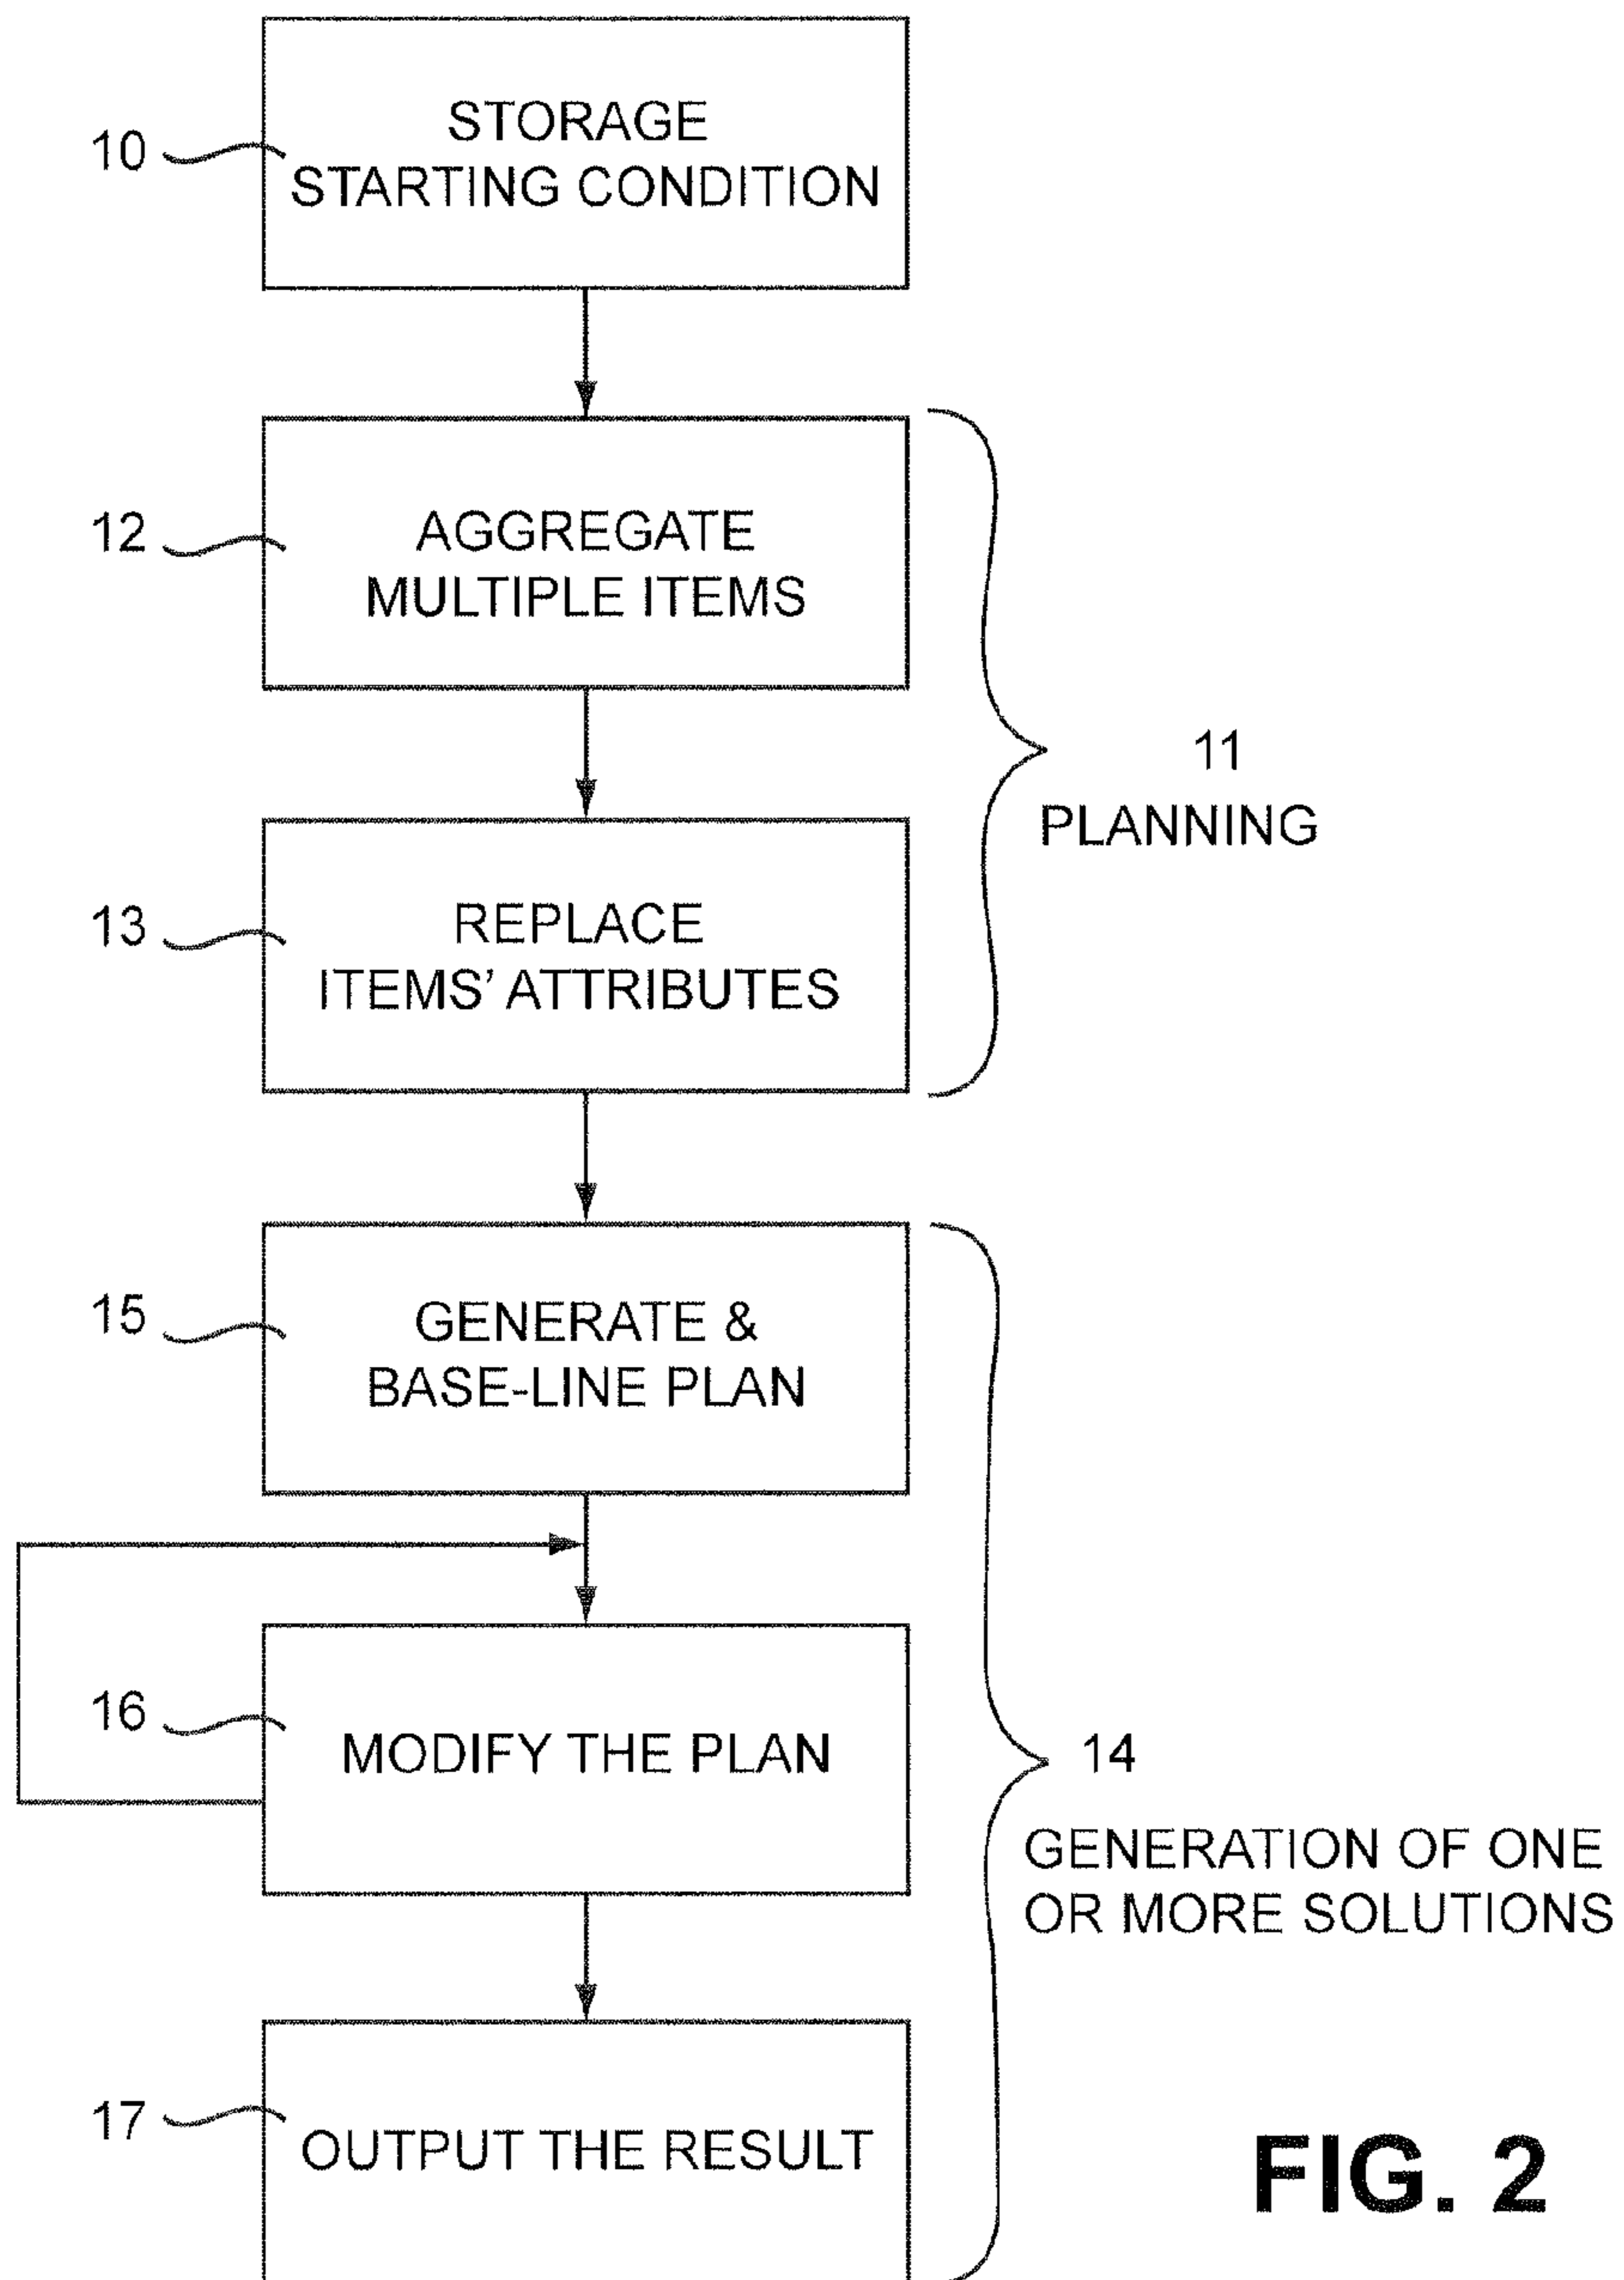 10
STORAGE
STARTING CONDITION
12
AGGREGATE
MULTIPLE ITEMS
11
PLANNING
13
REPLACE
ITEMS’ ATTRIBUTES
15
GENERATE &
BASE-LINE PLAN
16
MODIFY THE PLAN
14
GENERATION OF ONE
OR MORE SOLUTIONS
17
OUTPUT THE RESULT
FIG. 2